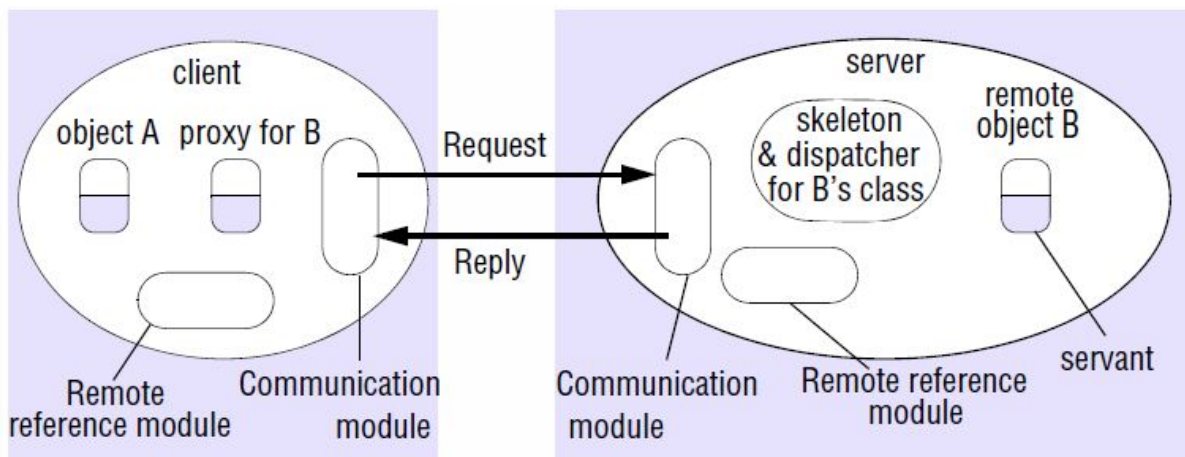 client
object A
proxy for B
Remote
reference module
Communication
module
Request
Reply
server
skeleton
& dispatcher
for B's class
remote
object B
Communication
module
Remote reference
module
servant